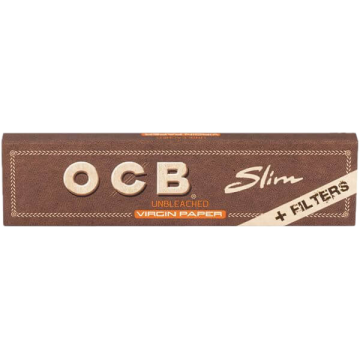 OCB®
Slim
UNBLEACHED
VIRGIN PAPER
+ FILTERS